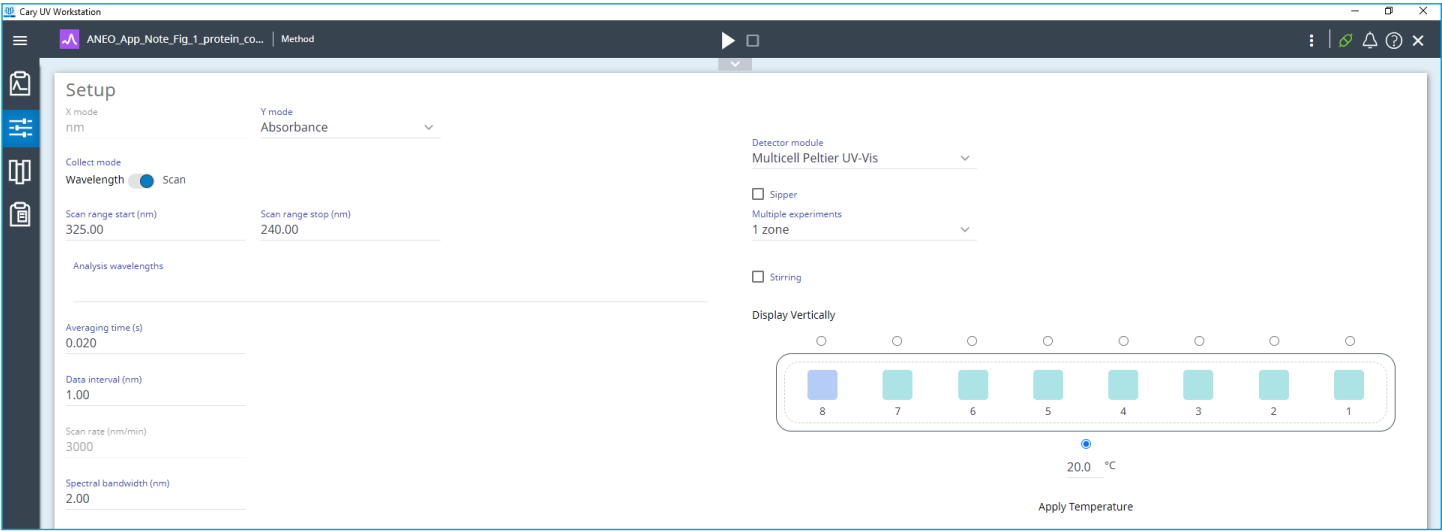 Cary UV Workstation
ANEO_App_Note_Fig_1_protein_co... | Method
Setup
X mode
nm
Y mode
Absorbance
Collect mode
Wavelength Scan
Scan range start (nm)
325.00
Scan range stop (nm)
240.00
Analysis wavelengths
Averaging time (s)
0.020
Data interval (nm)
1.00
Scan rate (nm/min)
3000
Spectral bandwidth (nm)
2.00
Detector module
Multicell Peltier UV-Vis
Sipper
Multiple experiments
1 zone
Stirring
Display Vertically
8 7 6 5 4 3 2 1
20.0 °C
Apply Temperature